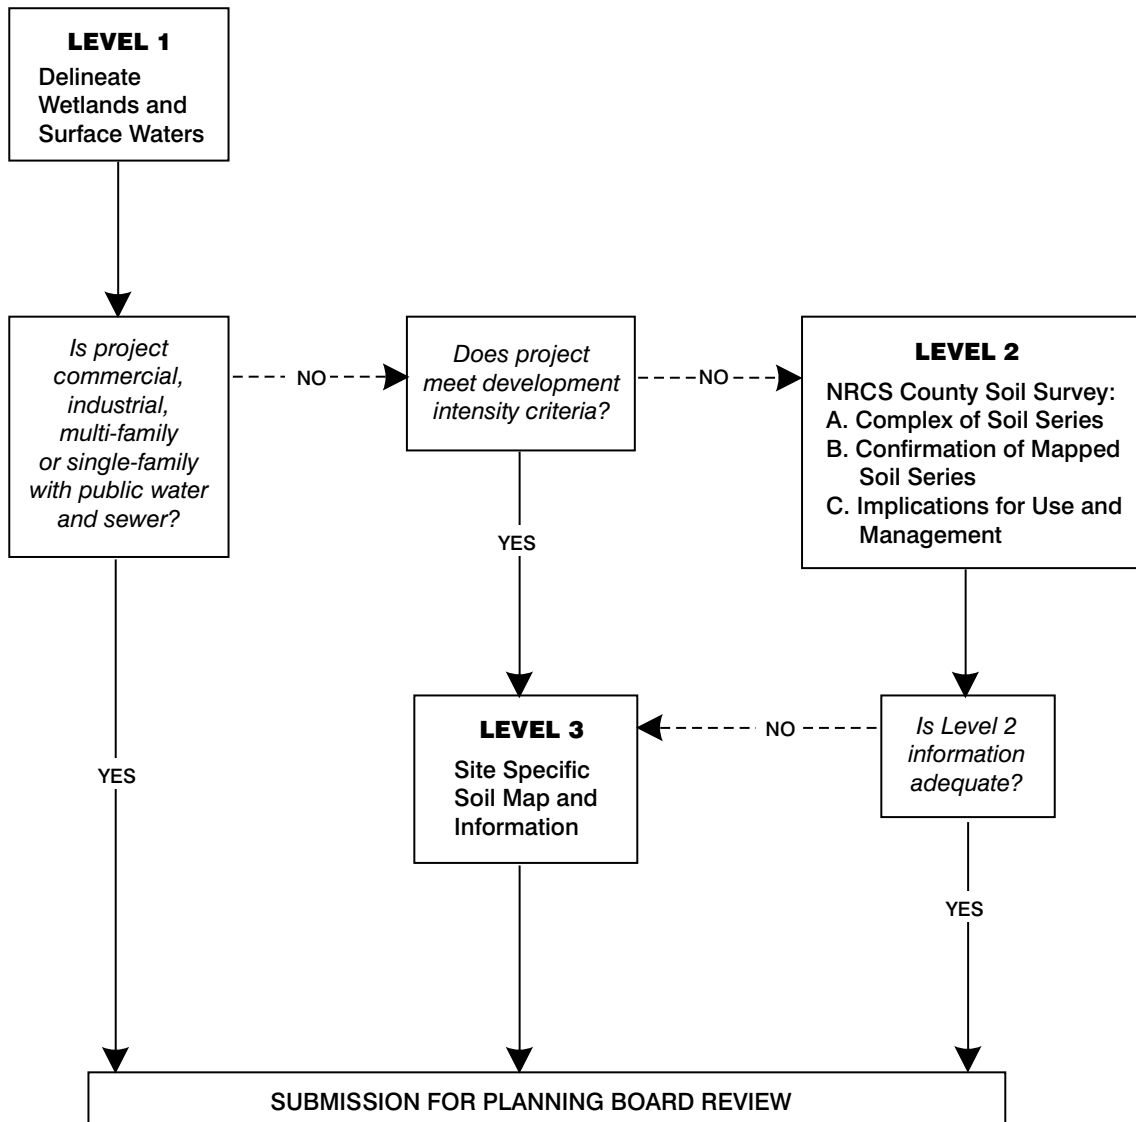 LEVEL 1
Delineate
Wetlands and
Surface Waters
Is project
commercial,
industrial,
multi-family
or single-family
with public water
and sewer?
NO
Does project
meet development
intensity criteria?
NO
LEVEL 2
NRCS County Soil Survey:
A. Complex of Soil Series
B. Confirmation of Mapped
Soil Series
C. Implications for Use and
Management
YES
LEVEL 3
Site Specific
Soil Map and
Information
NO
Is Level 2
information
adequate?
YES
YES
SUBMISSION FOR PLANNING BOARD REVIEW